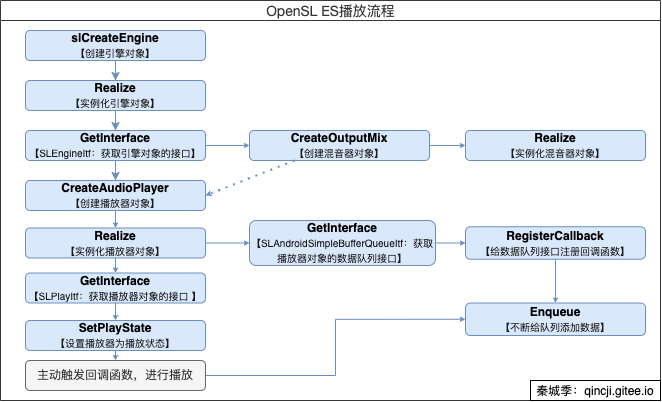 OpenSL ES播放流程
slCreateEngine
【创建引擎对象】
Realize
【实例化引擎对象】
GetInterface
【SLEngineItf：获取引擎对象的接口】
CreateOutputMix
【创建混音器对象】
Realize
【实例化混音器对象】
CreateAudioPlayer
【创建播放器对象】
Realize
【实例化播放器对象】
GetInterface
【SLAndroidSimpleBufferQueueItf：获取
播放器对象的数据队列接口】
RegisterCallback
【给数据队列接口注册回调函数】
GetInterface
【SLPlayItf：获取播放器对象的接口 】
SetPlayState
【设置播放器为播放状态】
Enqueue
【不断给队列添加数据】
主动触发回调函数，进行播放
秦城季：qincji.gitee.io